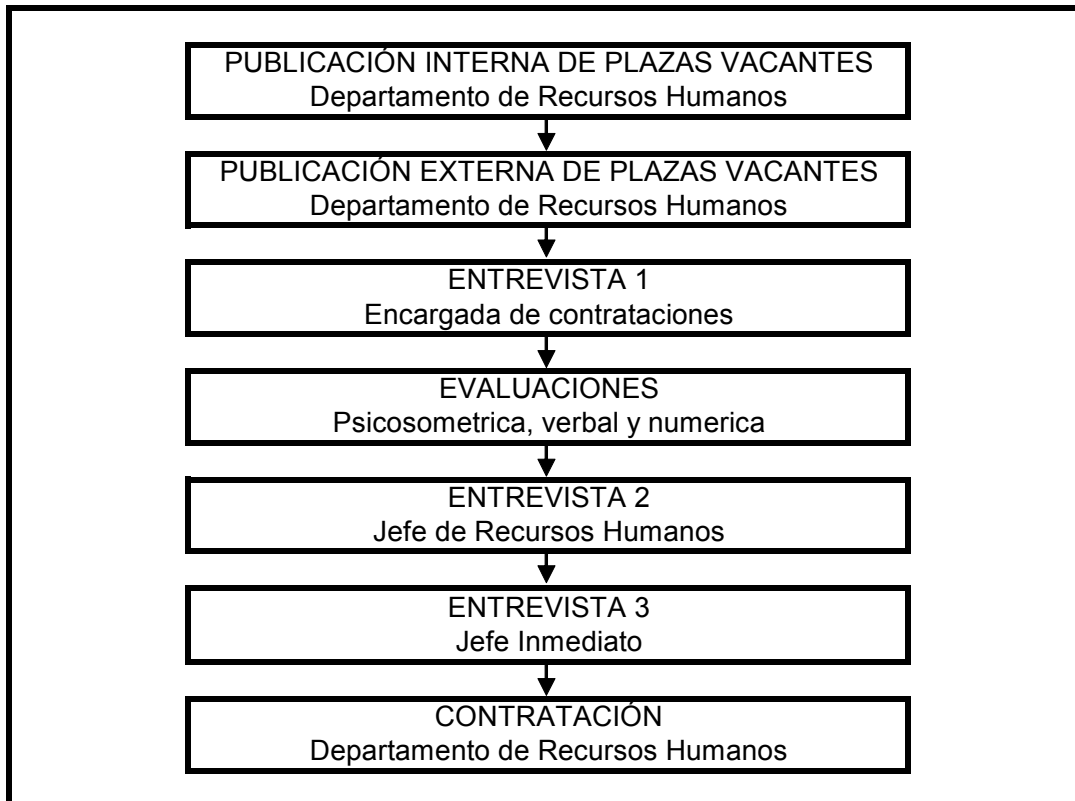 PUBLICACIÓN INTERNA DE PLAZAS VACANTES
Departamento de Recursos Humanos
PUBLICACIÓN EXTERNA DE PLAZAS VACANTES
Departamento de Recursos Humanos
ENTREVISTA 1
Encargada de contrataciones
EVALUACIONES
Psicosometrica, verbal y numerica
ENTREVISTA 2
Jefe de Recursos Humanos
ENTREVISTA 3
Jefe Inmediato
CONTRATACIÓN
Departamento de Recursos Humanos